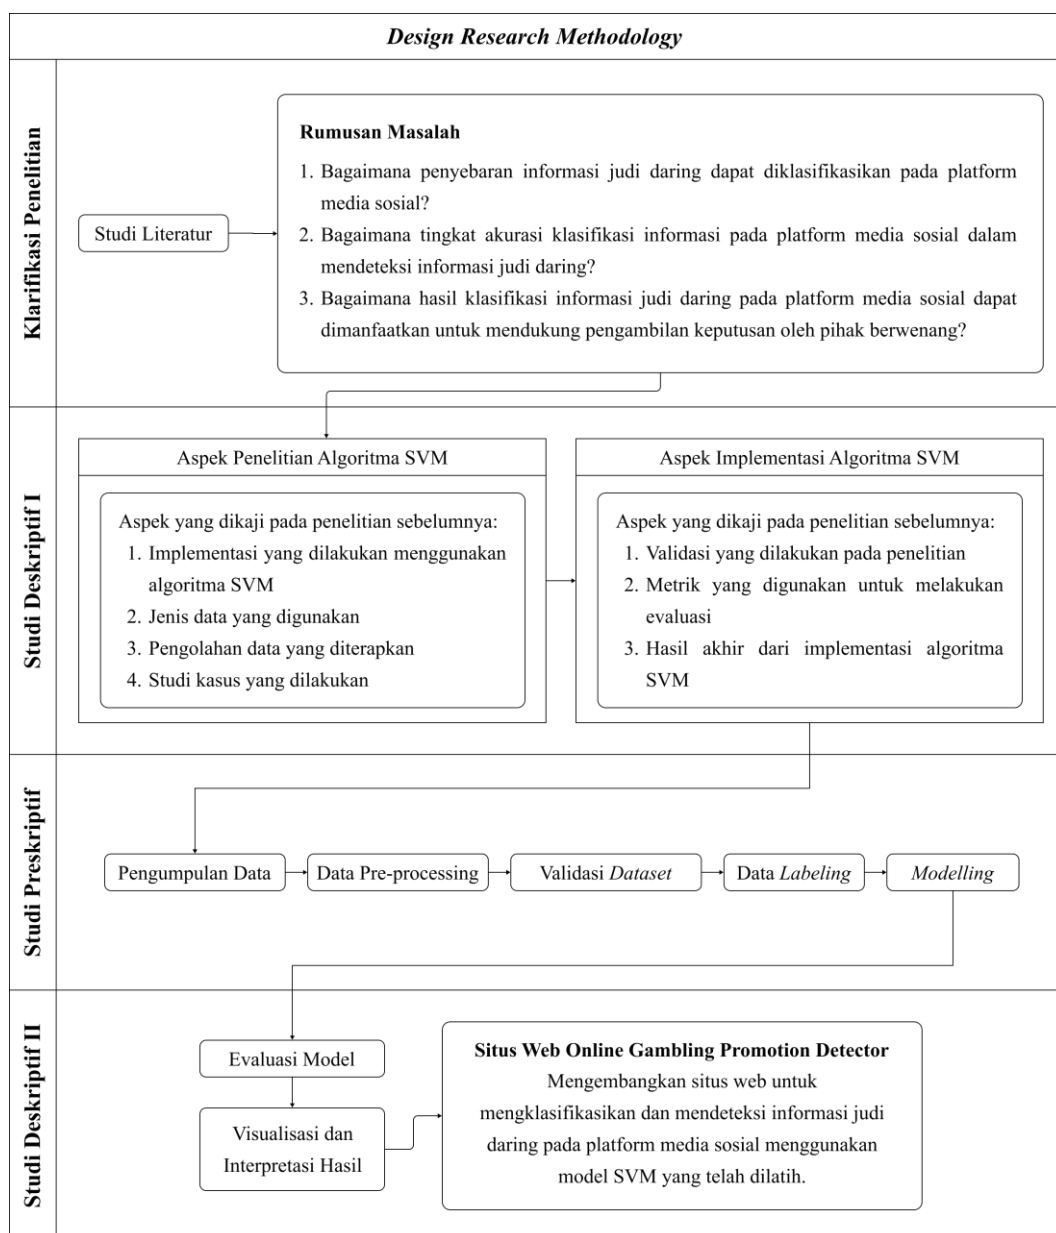 Design Research Methodology
Klarifikasi Penelitian
Studi Literatur
Rumusan Masalah
1. Bagaimana penyebaran informasi judi daring dapat diklasifikasikan pada platform
media sosial?
2. Bagaimana tingkat akurasi klasifikasi informasi pada platform media sosial dalam
mendeteksi informasi judi daring?
3. Bagaimana hasil klasifikasi informasi judi daring pada platform media sosial dapat
dimanfaatkan untuk mendukung pengambilan keputusan oleh pihak berwenang?
Studi Deskriptif I
Aspek Penelitian Algoritma SVM
Aspek yang dikaji pada penelitian sebelumnya:
1. Implementasi yang dilakukan menggunakan
algoritma SVM
2. Jenis data yang digunakan
3. Pengolahan data yang diterapkan
4. Studi kasus yang dilakukan
Aspek Implementasi Algoritma SVM
Aspek yang dikaji pada penelitian sebelumnya:
1. Validasi yang dilakukan pada penelitian
2. Metrik yang digunakan untuk melakukan
evaluasi
3. Hasil akhir dari implementasi algoritma
SVM
Studi Preskriptif
Pengumpulan Data
Data Pre-processing
Validasi Dataset
Data Labeling
Modelling
Studi Deskriptif II
Evaluasi Model
Visualisasi dan
Interpretasi Hasil
Situs Web Online Gambling Promotion Detector
Mengembangkan situs web untuk
mengklasifikasikan dan mendeteksi informasi judi
daring pada platform media sosial menggunakan
model SVM yang telah dilatih.